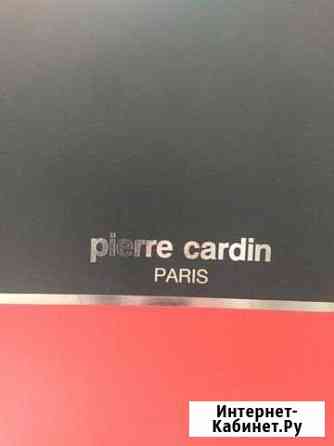 pierre cardin
PARIS
Интернет-
Кабинет.Ру